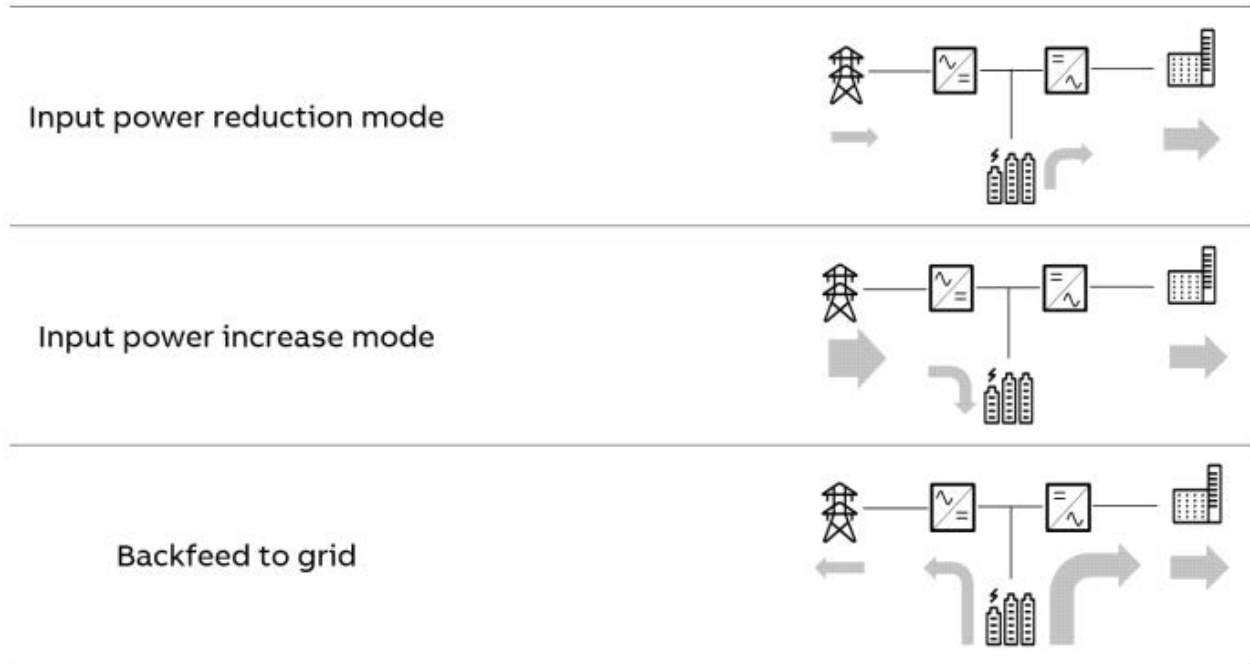 Input power reduction mode
Input power increase mode
Backfeed to grid